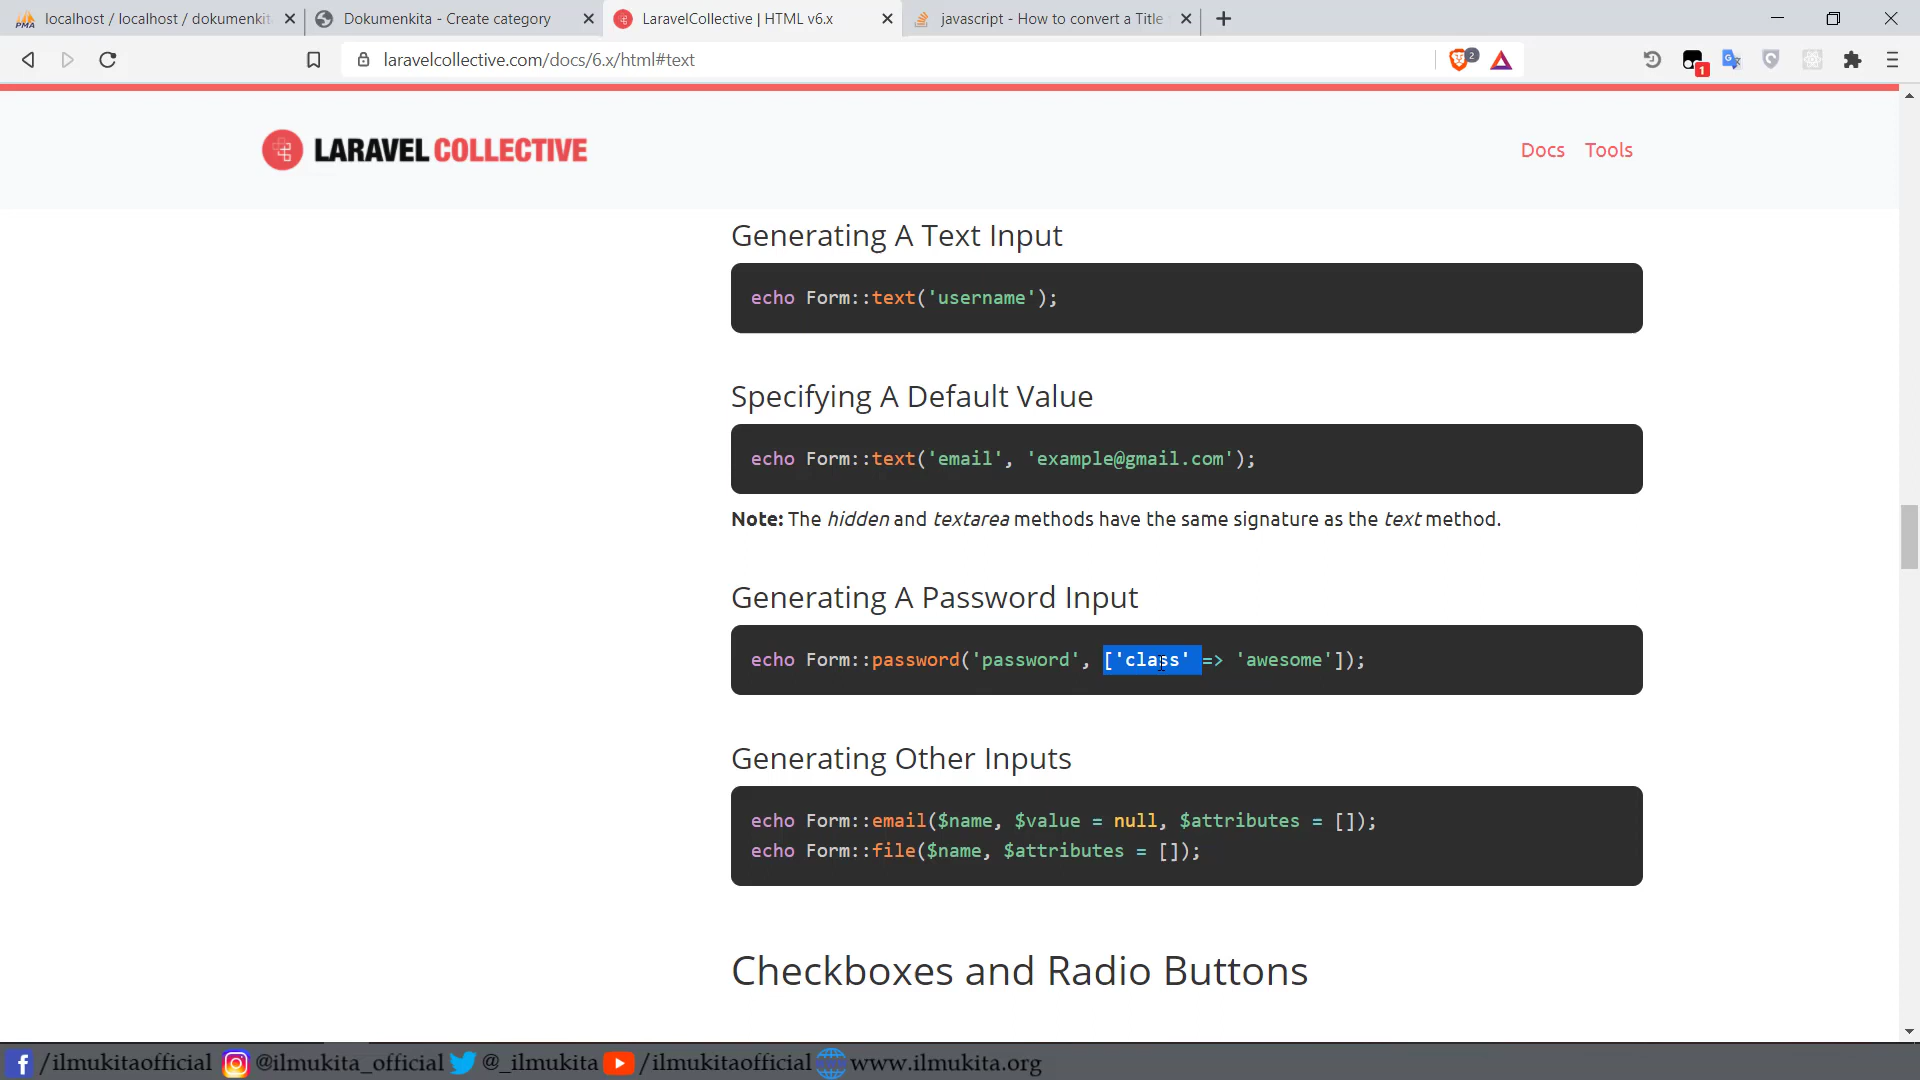 localhost / localhost / dokumenkit
Dokumenkita - Create category
LaravelCollective | HTML v6.x
javascript - How to convert a Title
laravelcollective.com/docs/6.x/html#text
2
1
LARAVEL COLLECTIVE
Docs Tools
Generating A Text Input
echo Form::text('username');
Specifying A Default Value
echo Form::text('email', 'example@gmail.com');
Note: The hidden and textarea methods have the same signature as the text method.
Generating A Password Input
echo Form::password('password', ['class' => 'awesome']);
Generating Other Inputs
echo Form::email($name, $value = null, $attributes = []);
echo Form::file($name, $attributes = []);
Checkboxes and Radio Buttons
/ilmukitaofficial @ilmukita_official @_ilmukita /ilmukitaofficial www.ilmukita.org